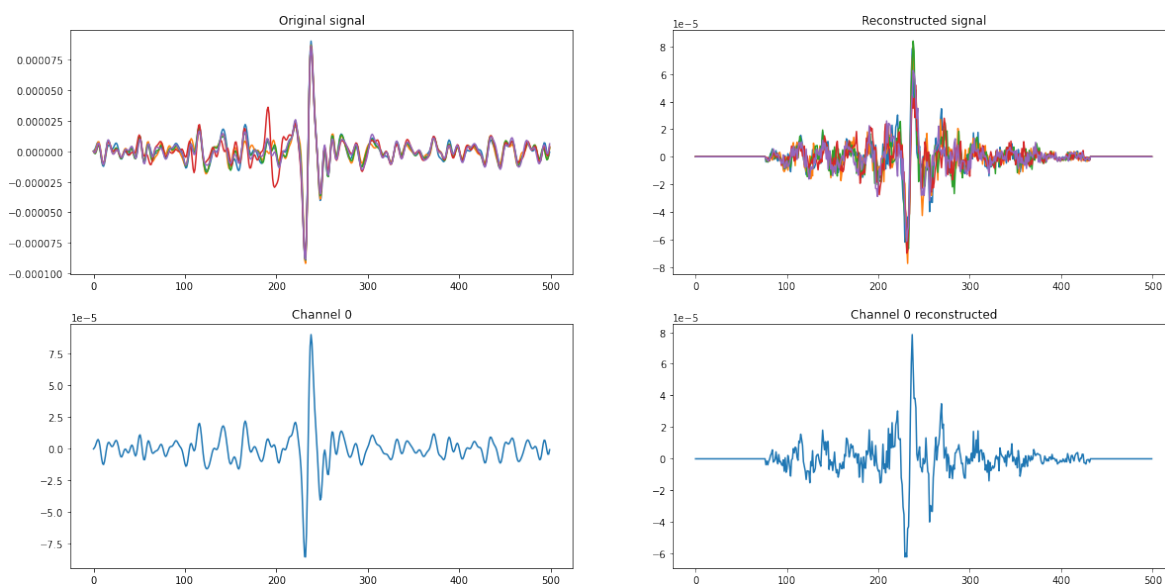 Original signal
0.000075
0.000050
0.000025
0.000000
−0.000025
−0.000050
−0.000075
−0.000100
0 100 200 300 400 500
Reconstructed signal
1e−5
8
6
4
2
0
−2
−4
−6
−8
0 100 200 300 400 500
Channel 0
1e−5
7.5
5.0
2.5
0.0
−2.5
−5.0
−7.5
0 100 200 300 400 500
Channel 0 reconstructed
1e−5
8
6
4
2
0
−2
−4
−6
0 100 200 300 400 500